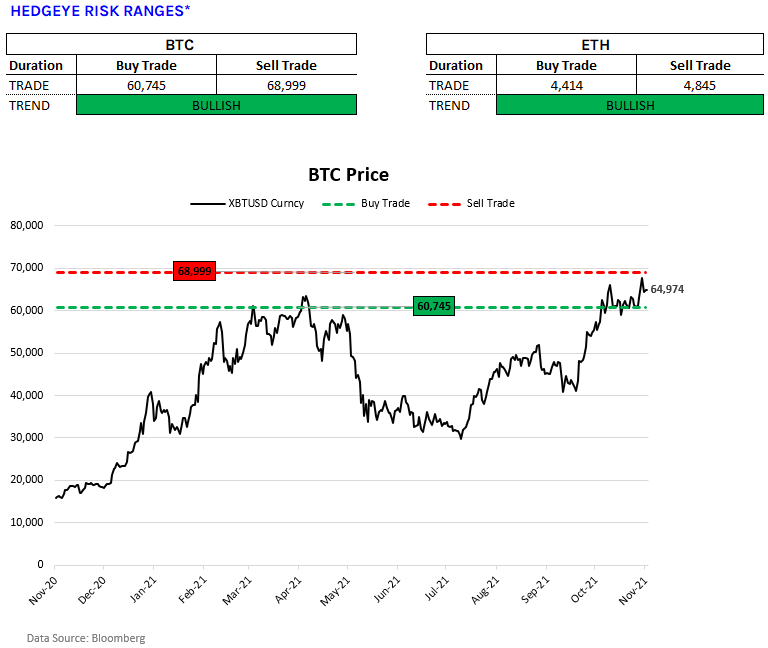 HEDGEYE RISK RANGES*
BTC
Duration Buy Trade Sell Trade
TRADE 60,745 68,999
TREND BULLISH
ETH
Duration Buy Trade Sell Trade
TRADE 4,414 4,845
TREND BULLISH
BTC Price
XBTUSD Curncy Buy Trade Sell Trade
80,000
70,000
60,000
50,000
40,000
30,000
20,000
10,000
0
68,999
60,745
64,974
Nov-20 Dec-20 Jan-21 Feb-21 Mar-21 Apr-21 May-21 Jun-21 Jul-21 Aug-21 Sep-21 Oct-21 Nov-21
Data Source: Bloomberg